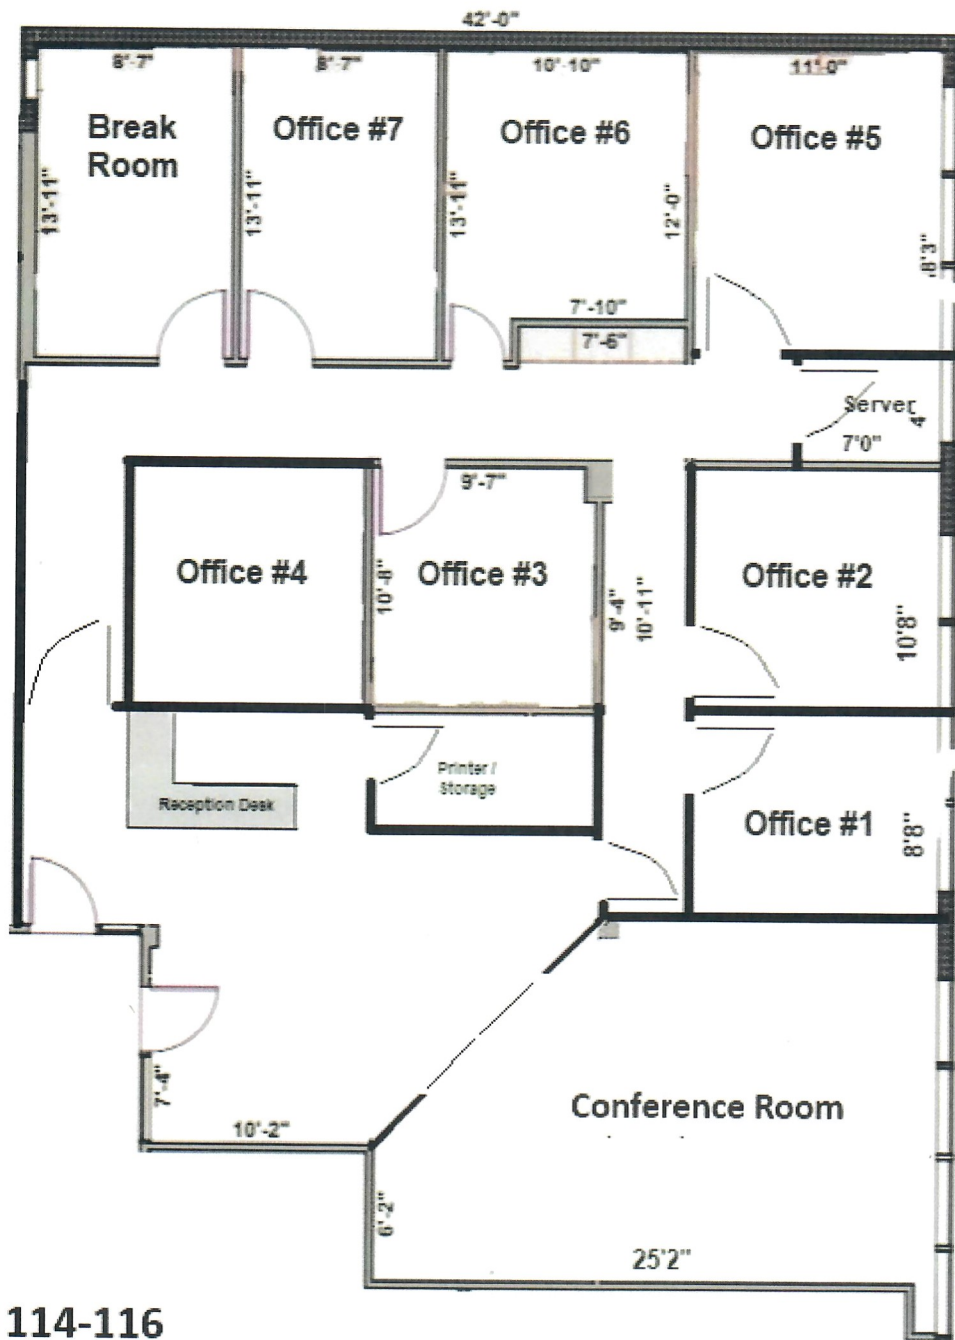 42'-0"
8'-7"
8'-7"
10'-10"
11'-0"
Break
Room
Office #7
Office #6
Office #5
13'-11"
13'-11"
13'-11"
12'-0"
8'3"
7'-10"
7'-6"
Server
4'
7'0"
9'-7"
Office #4
Office #3
Office #2
10'-8"
9'-4"
10'-11"
10'8"
Printer /
Storage
Reception Desk
Office #1
8'8"
7'-4"
10'-2"
Conference Room
6'-2"
25'2"
114-116